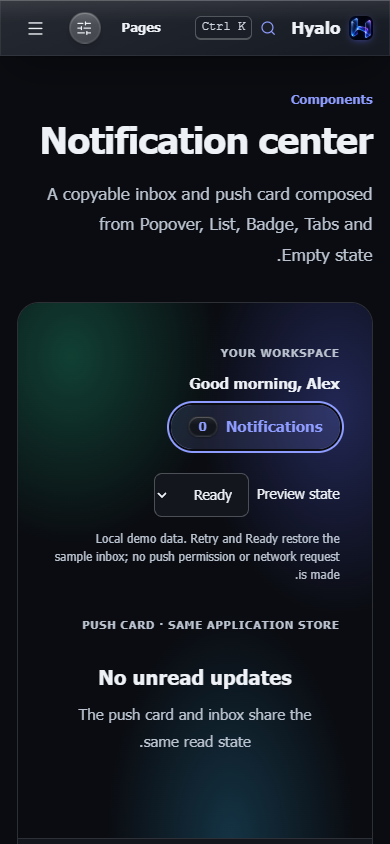 Hyalo
Ctrl K
Pages
Components
Notification center
A copyable inbox and push card composed
from Popover, List, Badge, Tabs and
.Empty state
YOUR WORKSPACE
Good morning, Alex
Notifications 0
Preview state Ready
Local demo data. Retry and Ready restore the
sample inbox; no push permission or network request
.is made
PUSH CARD · SAME APPLICATION STORE
No unread updates
The push card and inbox share the
.same read state